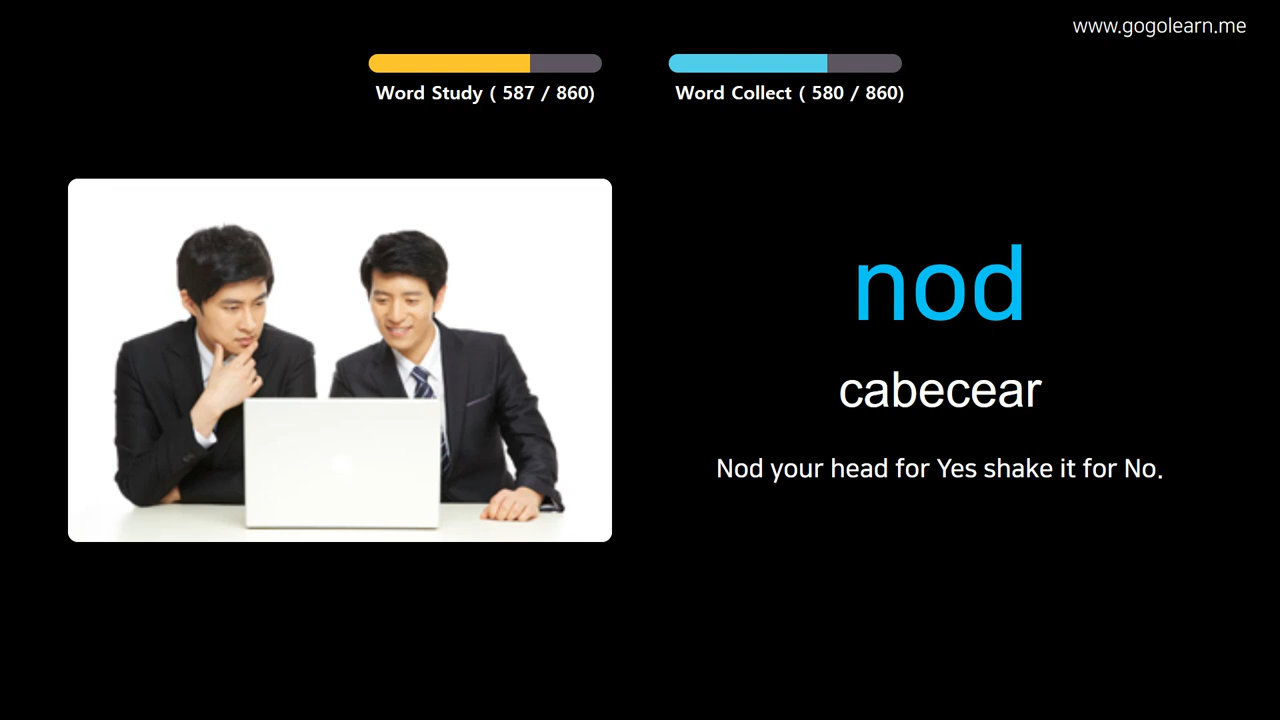 www.gogolearn.me
Word Study ( 587 / 860)
Word Collect ( 580 / 860)
nod
cabecear
Nod your head for Yes shake it for No.